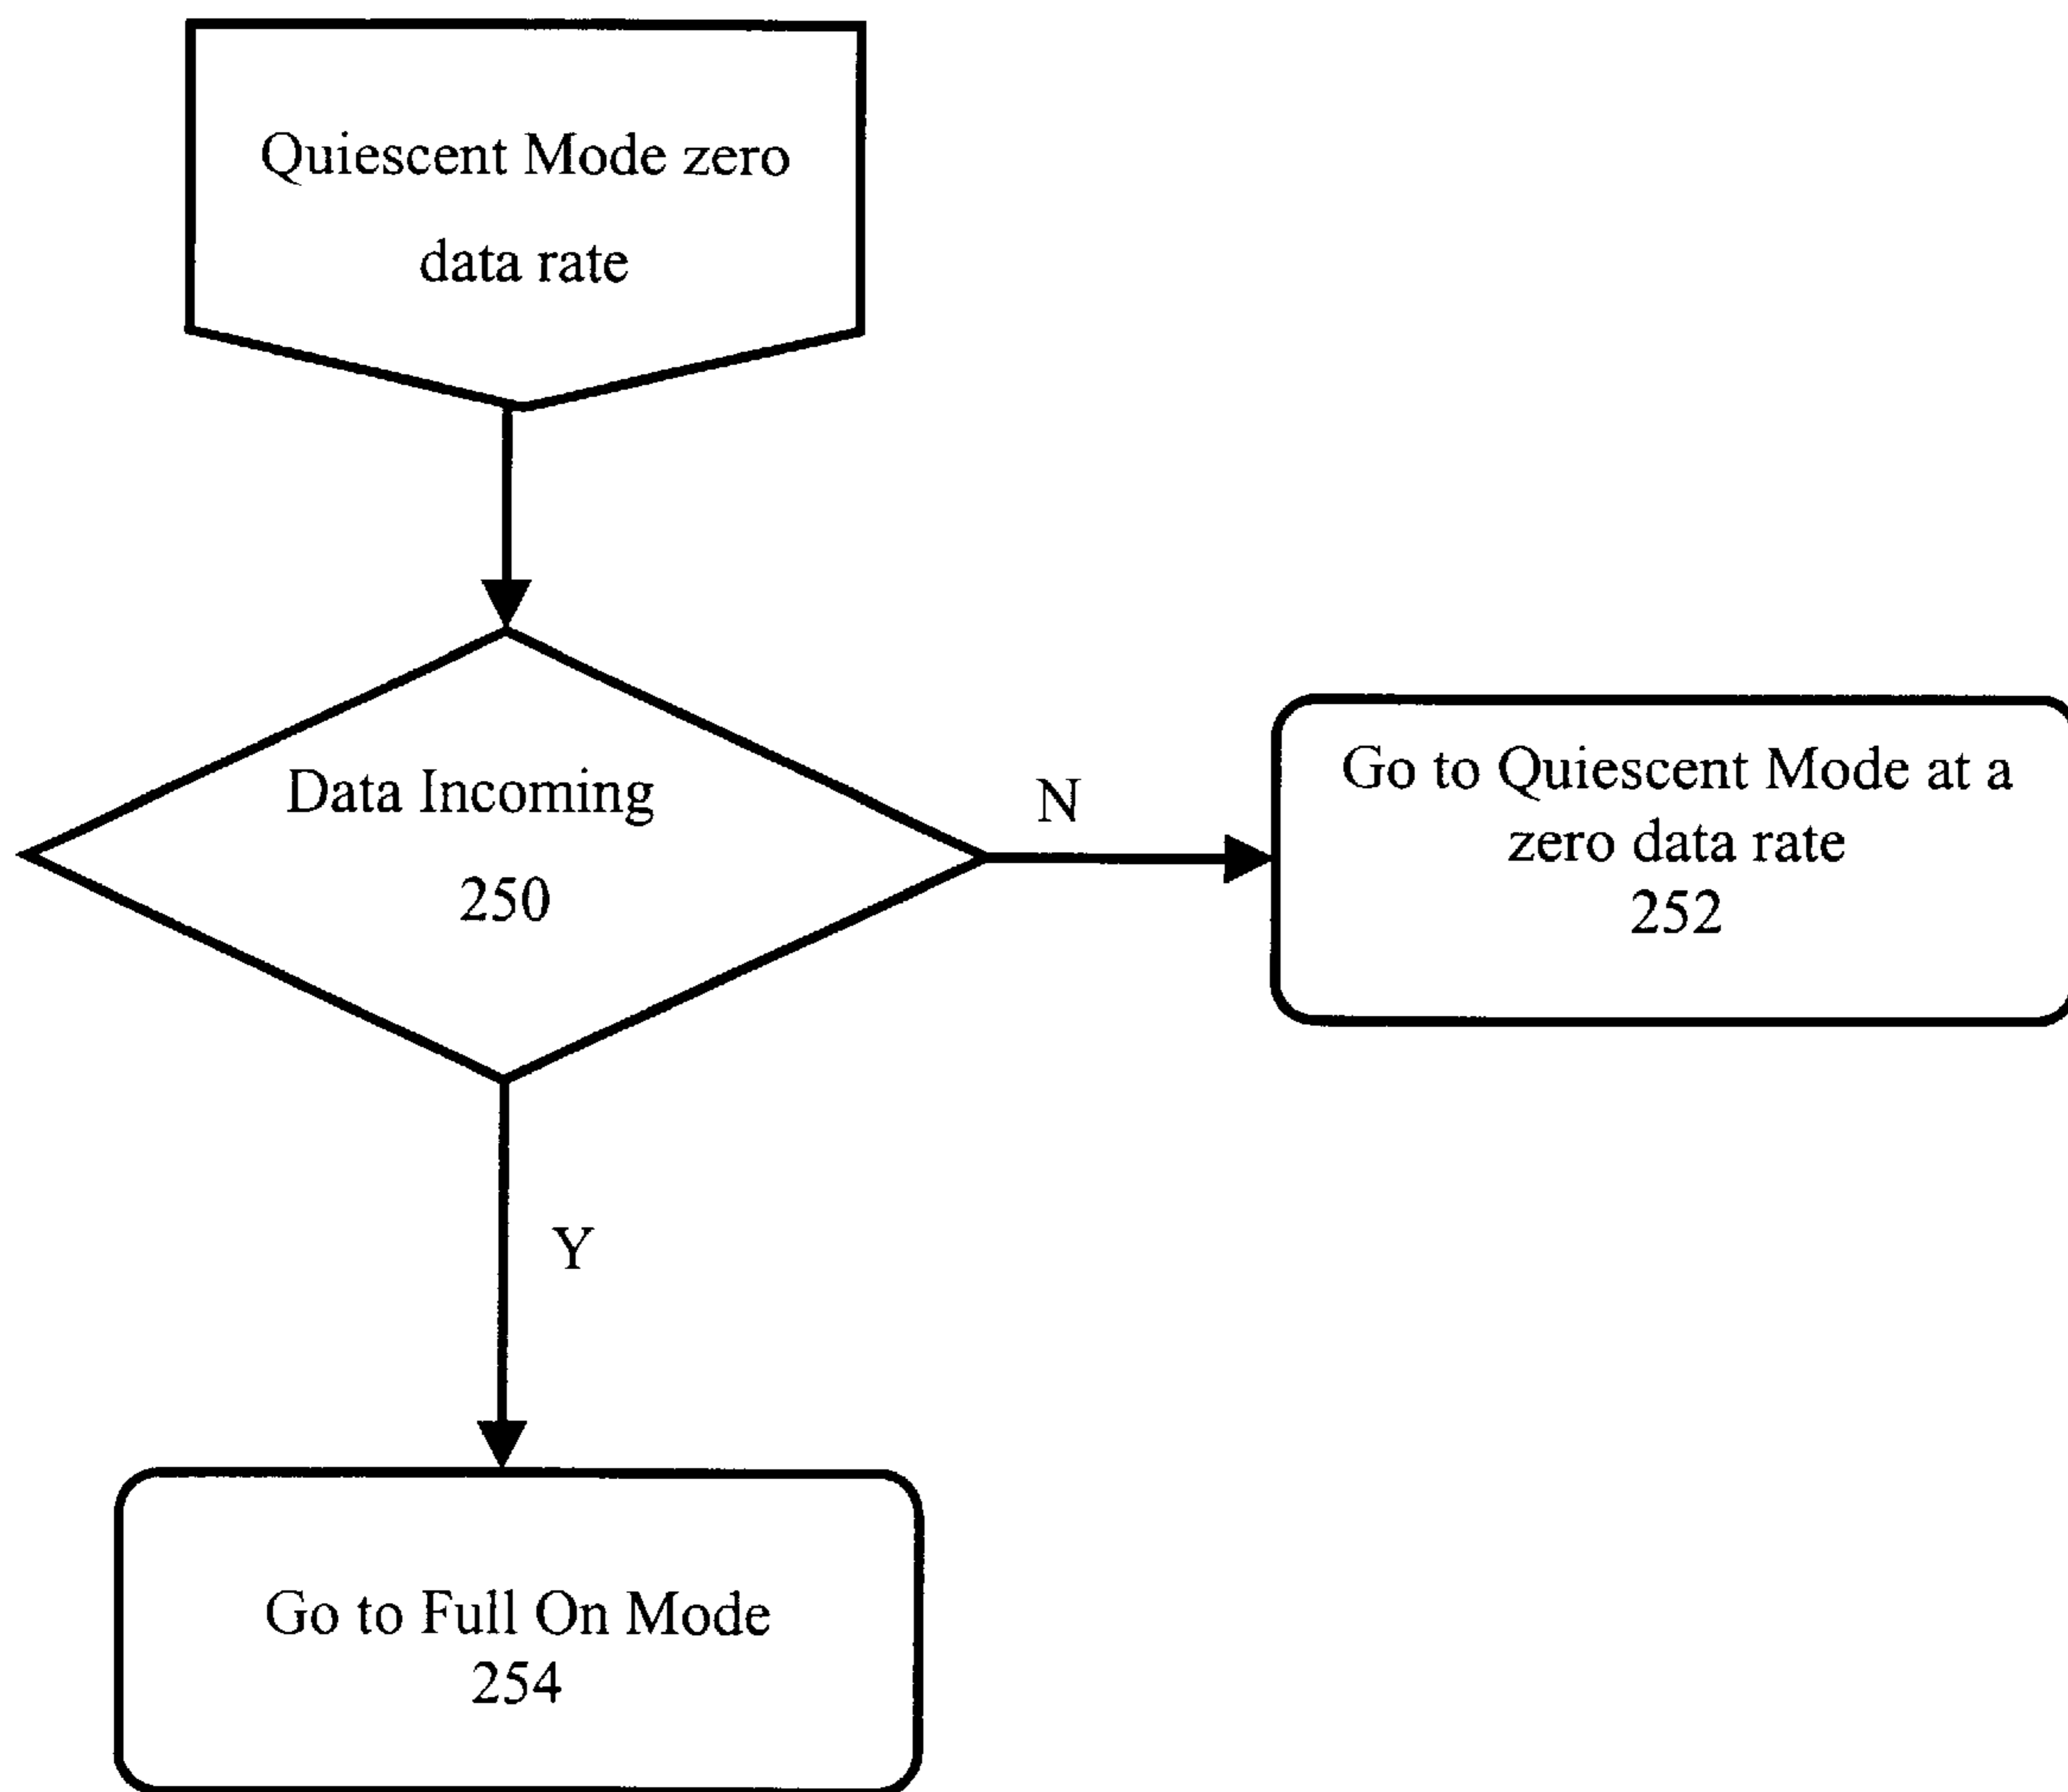 Quiescent Mode zero
data rate
Data Incoming
250
N
Go to Quiescent Mode at a
zero data rate
252
Y
Go to Full On Mode
254